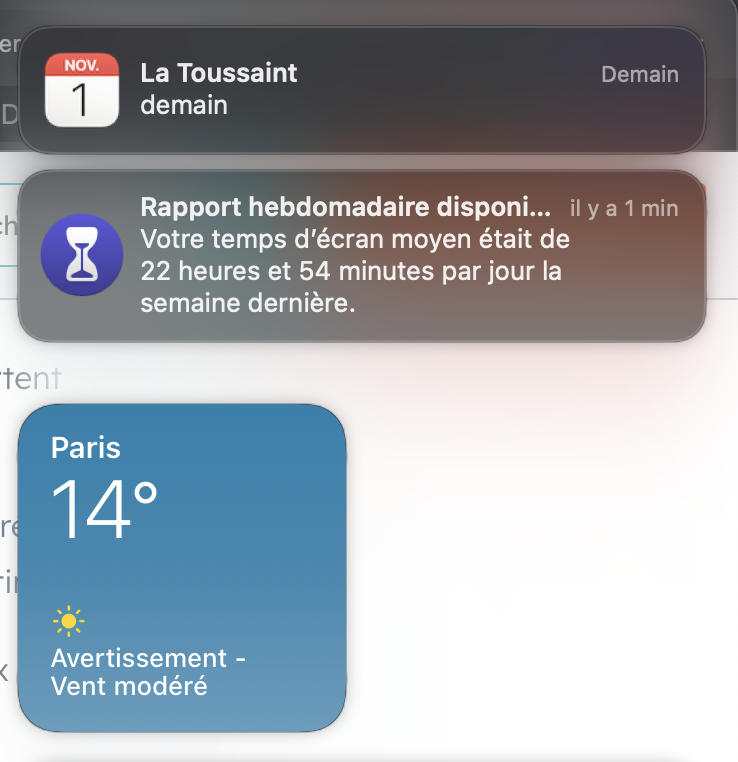 NOV.
1
La Toussaint
Demain
demain
Rapport hebdomadaire disponi...
il y a 1 min
Votre temps d’écran moyen était de
22 heures et 54 minutes par jour la
semaine dernière.
Paris
14°
Avertissement -
Vent modéré